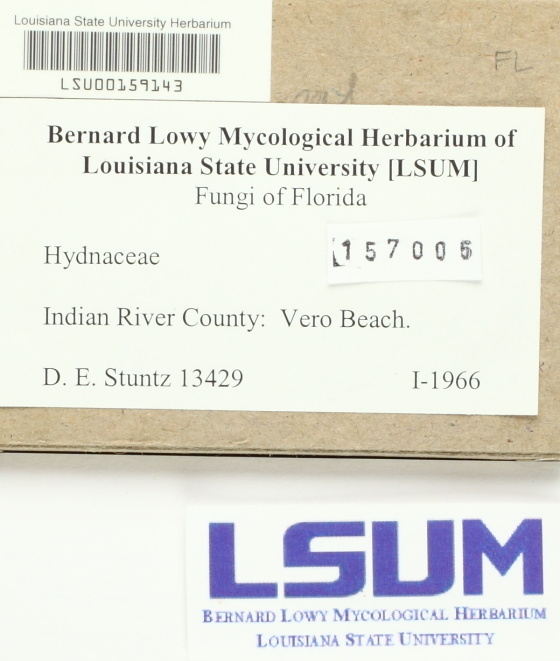 Louisiana State University Herbarium
LSU00159143
FL
Bernard Lowy Mycological Herbarium of
Louisiana State University [LSUM]
Fungi of Florida
Hydnaceae
157006
Indian River County: Vero Beach.
D. E. Stuntz 13429 I-1966
LSUM
BERNARD LOWY MYCOLOGICAL HERBARIUM
LOUISIANA STATE UNIVERSITY